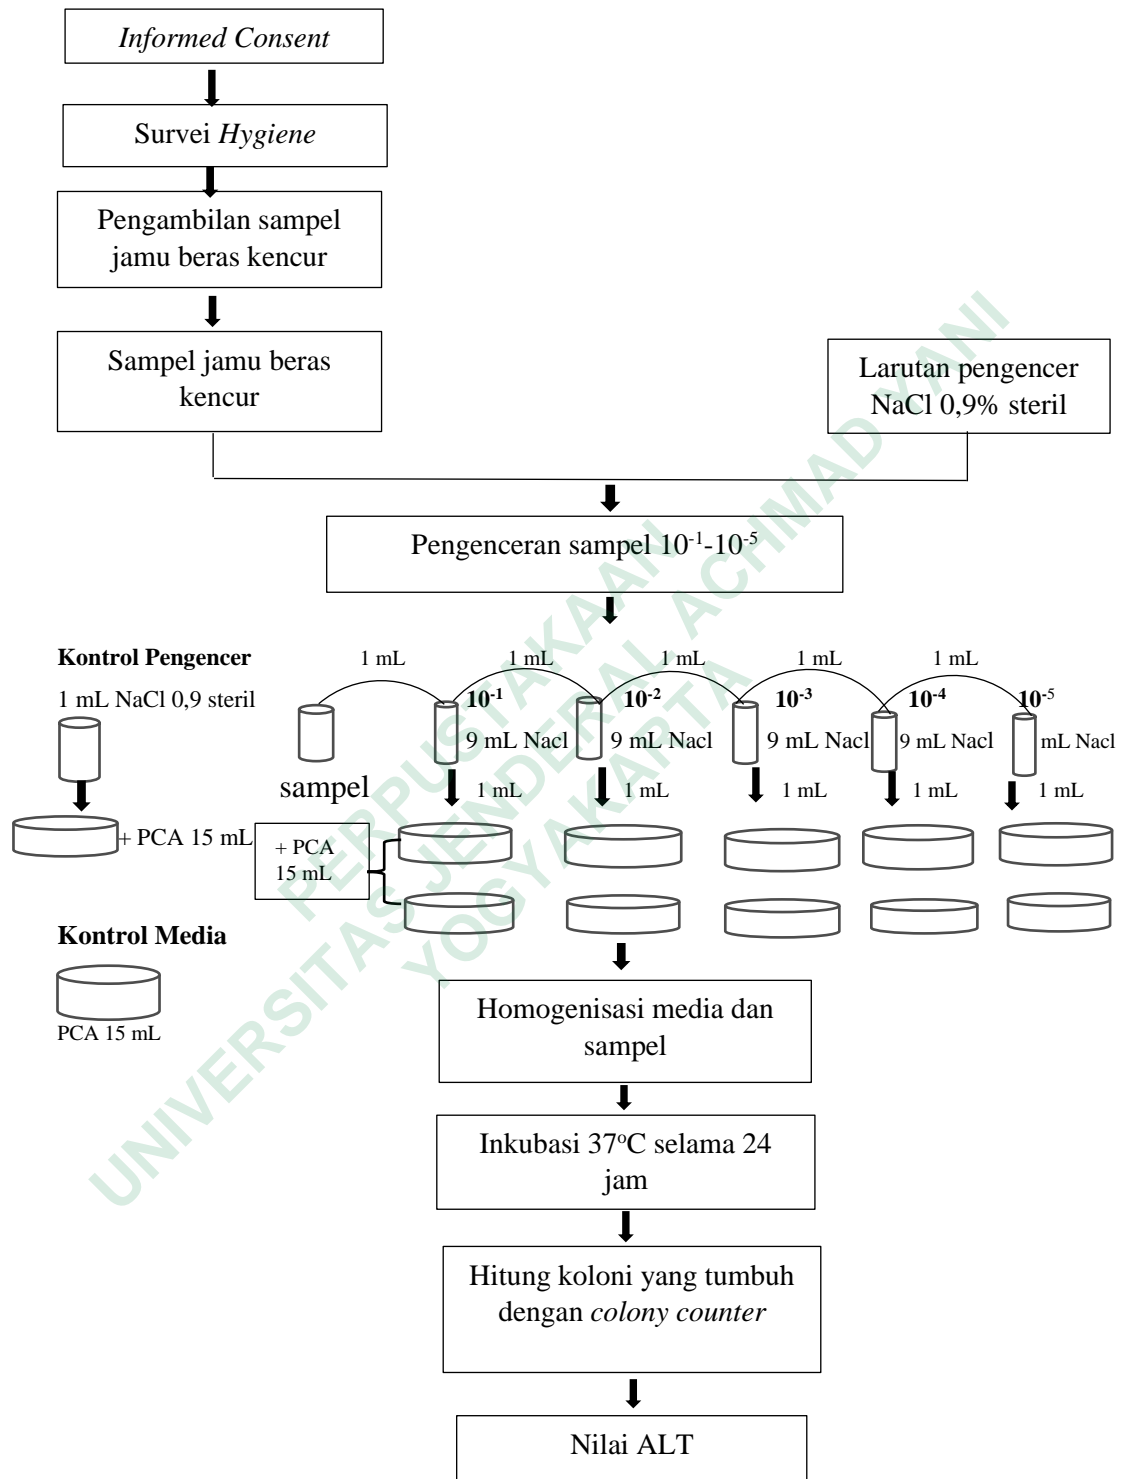 Informed Consent
Survei Hygiene
Pengambilan sampel
jamu beras kencur
Sampel jamu beras
kencur
Larutan pengencer
NaCl 0,9% steril
Pengenceran sampel 10⁻¹-10⁻⁵
Kontrol Pengencer
1 mL NaCl 0,9 steril
+ PCA 15 mL
Kontrol Media
PCA 15 mL
1 mL 1 mL 1 mL 1 mL 1 mL
10⁻¹ 10⁻² 10⁻³ 10⁻⁴ 10⁻⁵
9 mL Nacl 9 mL Nacl 9 mL Nacl 9 mL Nacl mL Nacl
sampel
1 mL 1 mL 1 mL 1 mL 1 mL
+ PCA
15 mL
Homogenisasi media dan
sampel
Inkubasi 37°C selama 24
jam
Hitung koloni yang tumbuh
dengan colony counter
Nilai ALT
PERPUSTAKAAN
UNIVERSITAS JENDERAL ACHMAD YANI
YOGYAKARTA